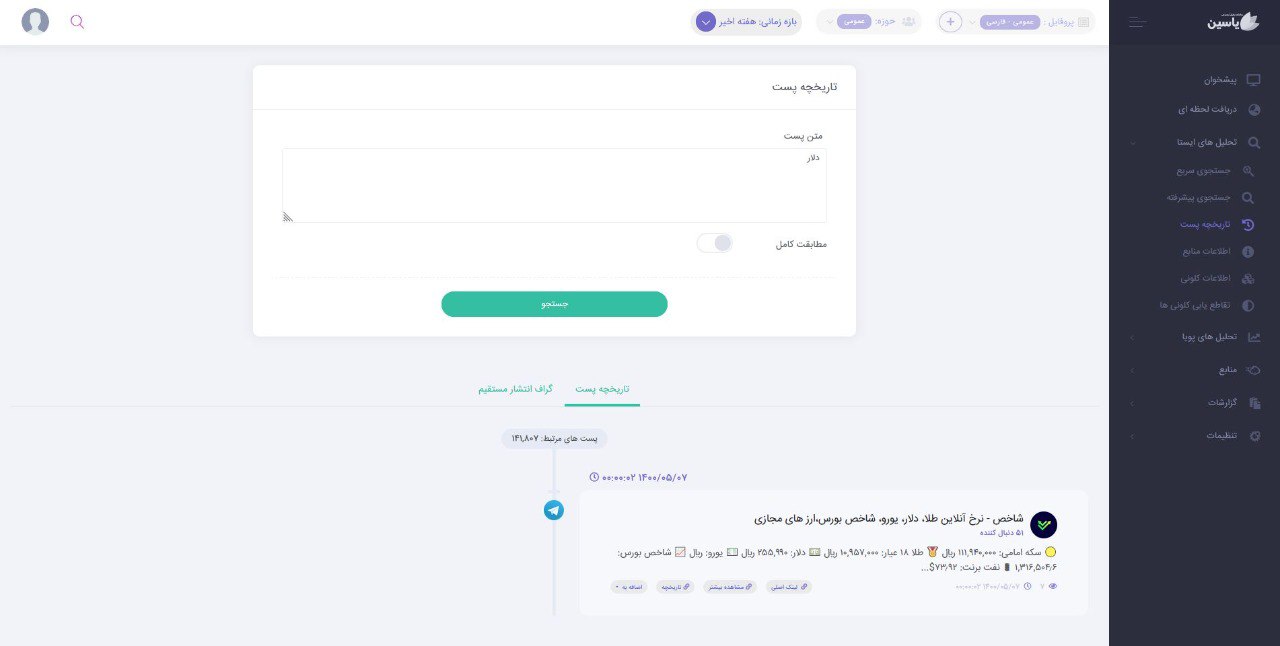 یاسین
پروفایل : عمومی - فارسی
حوزه: عمومی
بازه زمانی: هفته اخیر
پیشخوان
دریافت لحظه ای
تحلیل های ایستا
جستجوی سریع
جستجوی پیشرفته
تاریخچه پست
اطلاعات منابع
اطلاعات کلونی
تقاطع یابی کلونی ها
تحلیل های پویا
منابع
گزارشات
تنظیمات
تاریخچه پست
متن پست
دلار
مطابقت کامل
جستجو
تاریخچه پست
گراف انتشار مستقیم
پست های مرتبط: ۱۴۱,۸۰۷
۱۴۰۰/۰۵/۰۷ ۰۰:۰۰:۰۲
شاخص - نرخ آنلاین طلا، دلار، یورو، شاخص بورس،ارز های مجازی
۵۱ دنبال کننده
🟡 سکه امامی: ۱۱۱,۹۴۰,۰۰۰ ریال 🏅 طلا ۱۸ عیار: ۱۰,۹۵۷,۰۰۰ ریال 💵 دلار: ۲۵۵,۹۹۰ ریال 💶 یورو: ریال 📈 شاخص بورس:
۱,۳۱۶,۵۰۴٫۶ 🛢 نفت برنت: ۷۳٫۹۲$...
۷ ۱۴۰۰/۰۵/۰۷ ۰۰:۰۰:۰۲
لینک اصلی
مشاهده بیشتر
تاریخچه
اضافه به